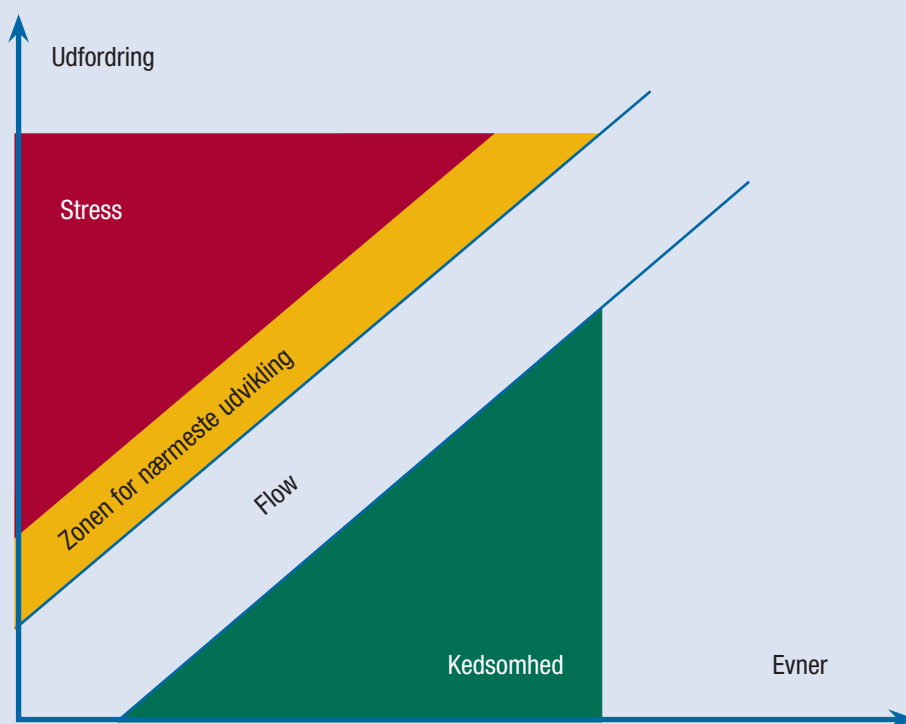 Udfordring
Stress
Zonen for nærmeste udvikling
Flow
Kedsomhed
Evner